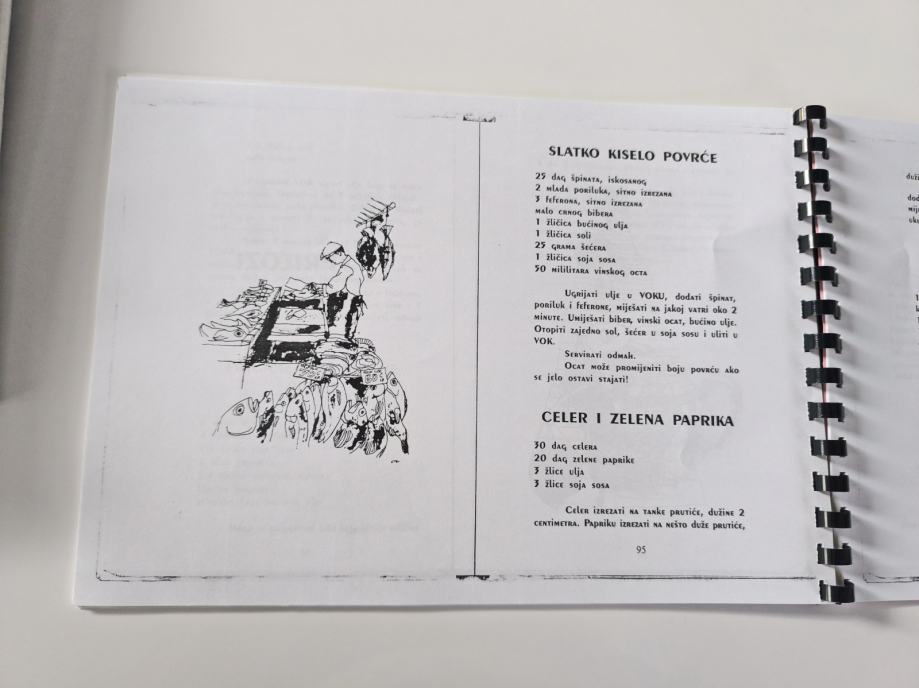 SLATKO KISELO POVRĆE
25 dag špinata, iskosanog
2 mlada poriluka, sitno izrezana
3 feferona, sitno izrezana
malo crnog bibera
1 žličica bućinog ulja
1 žličica soli
25 grama šećera
1 žličica soja sosa
50 mililitara vinskog octa
Ugrijati ulje u VOKU, dodati špinat,
poriluk i feferone, miješati na jakoj vatri oko 2
minute. Umiješati biber, vinski ocat, bućino ulje.
Otopiti zajedno sol, šećer u soja sosu i uliti u
VOK.
Servirati odmah.
Ocat može promijeniti boju povrću ako
se jelo ostavi stajati!
CELER I ZELENA PAPRIKA
30 dag celera
20 dag zelene paprike
3 žlice ulja
3 žlice soja sosa
Celer izrezati na tanke prutiće, dužine 2
centimetra. Papriku izrezati na nešto duže prutiće,
95